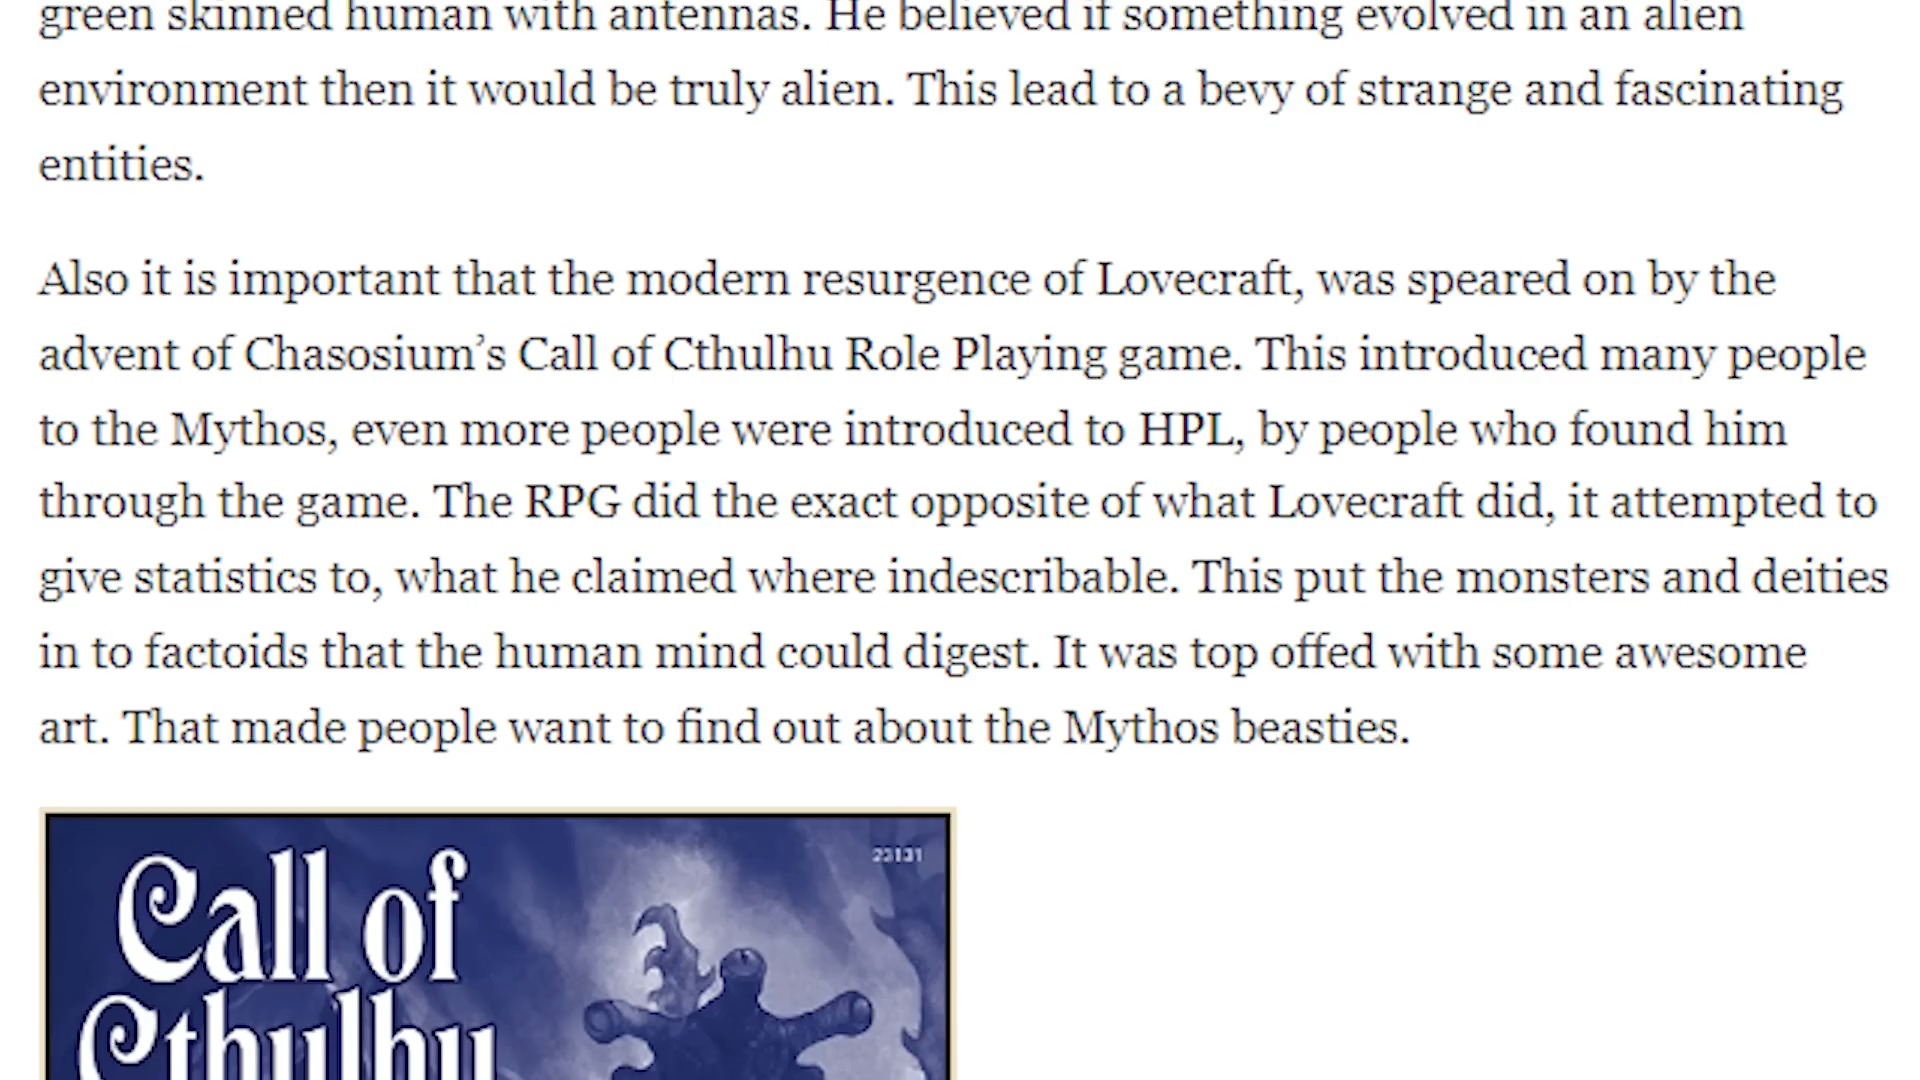 green skinned human with antennas. He believed if something evolved in an alien
environment then it would be truly alien. This lead to a bevy of strange and fascinating
entities.
Also it is important that the modern resurgence of Lovecraft, was speared on by the
advent of Chasosium’s Call of Cthulhu Role Playing game. This introduced many people
to the Mythos, even more people were introduced to HPL, by people who found him
through the game. The RPG did the exact opposite of what Lovecraft did, it attempted to
give statistics to, what he claimed where indescribable. This put the monsters and deities
in to factoids that the human mind could digest. It was top offed with some awesome
art. That made people want to find out about the Mythos beasties.
23131
Call of
Cthulhu